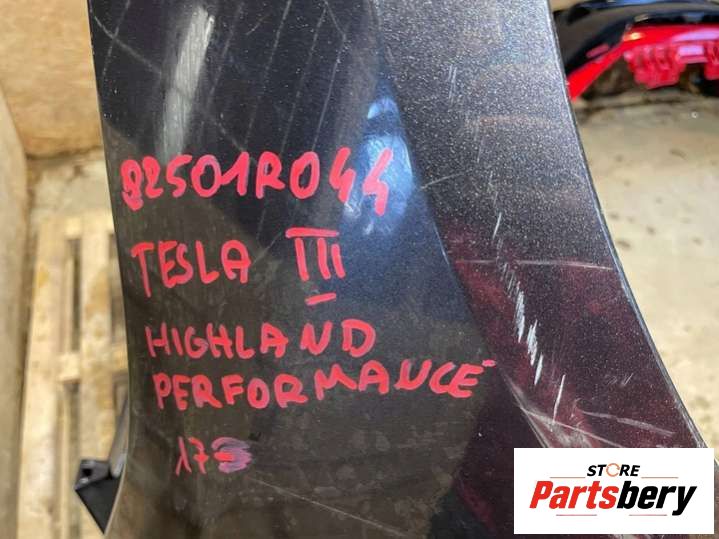 82501R044
TESLA III
HIGHLAND
PERFORMANCE
STORE
Partsbery